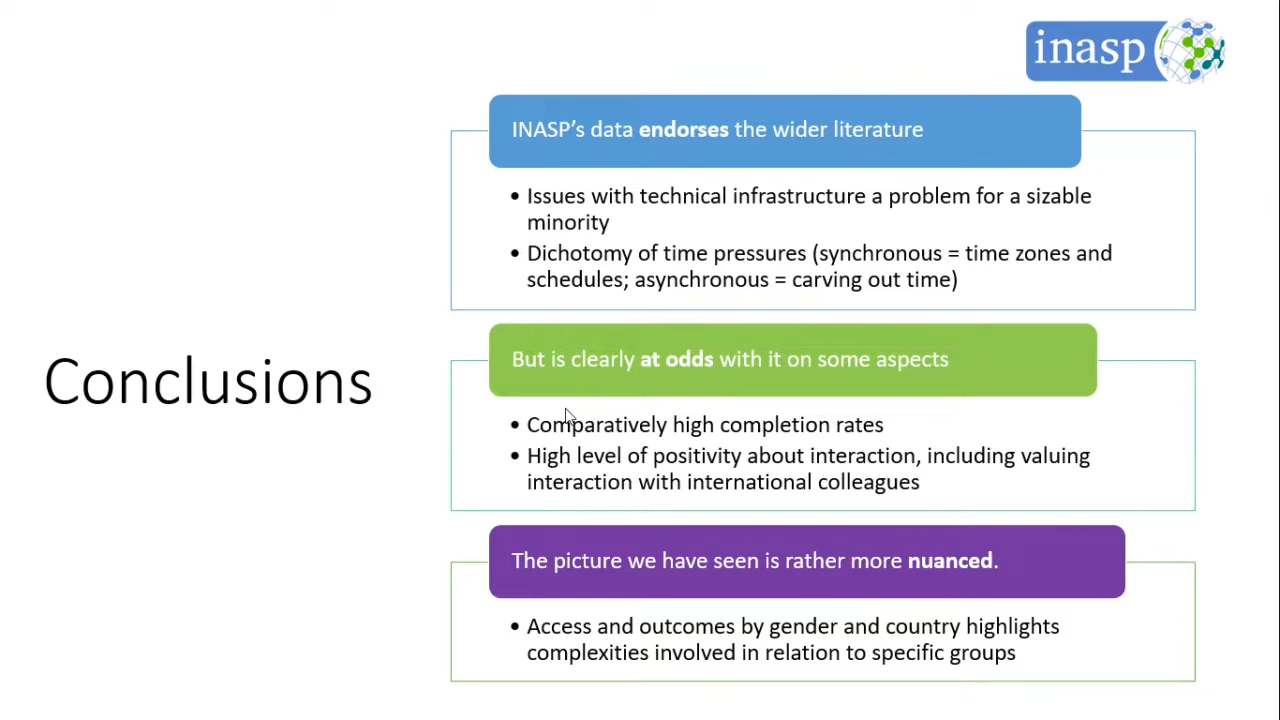 inasp
INASP's data endorses the wider literature
• Issues with technical infrastructure a problem for a sizable
minority
• Dichotomy of time pressures (synchronous = time zones and
schedules; asynchronous = carving out time)
Conclusions
But is clearly at odds with it on some aspects
• Comparatively high completion rates
• High level of positivity about interaction, including valuing
interaction with international colleagues
The picture we have seen is rather more nuanced.
• Access and outcomes by gender and country highlights
complexities involved in relation to specific groups